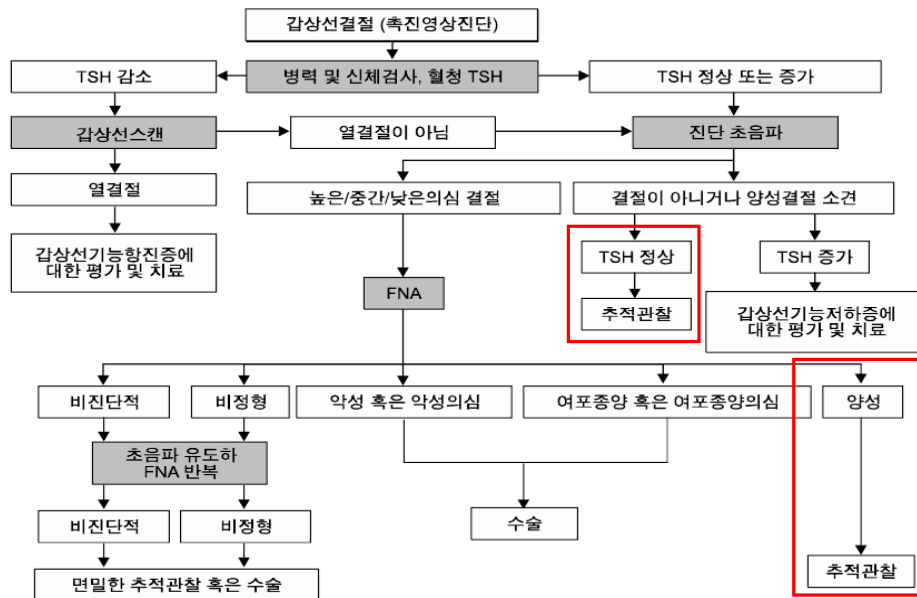 갑상선결절 (촉진영상진단)
TSH 감소
병력 및 신체검사, 혈청 TSH
TSH 정상 또는 증가
갑상선스캔
열결절이 아님
진단 초음파
열결절
높은/중간/낮은의심 결절
결절이 아니거나 양성결절 소견
갑상선기능항진증에
대한 평가 및 치료
TSH 정상
TSH 증가
FNA
추적관찰
갑상선기능저하증에
대한 평가 및 치료
비진단적
비정형
악성 혹은 악성의심
여포종양 혹은 여포종양의심
양성
초음파 유도하
FNA 반복
비진단적
비정형
수술
면밀한 추적관찰 혹은 수술
추적관찰